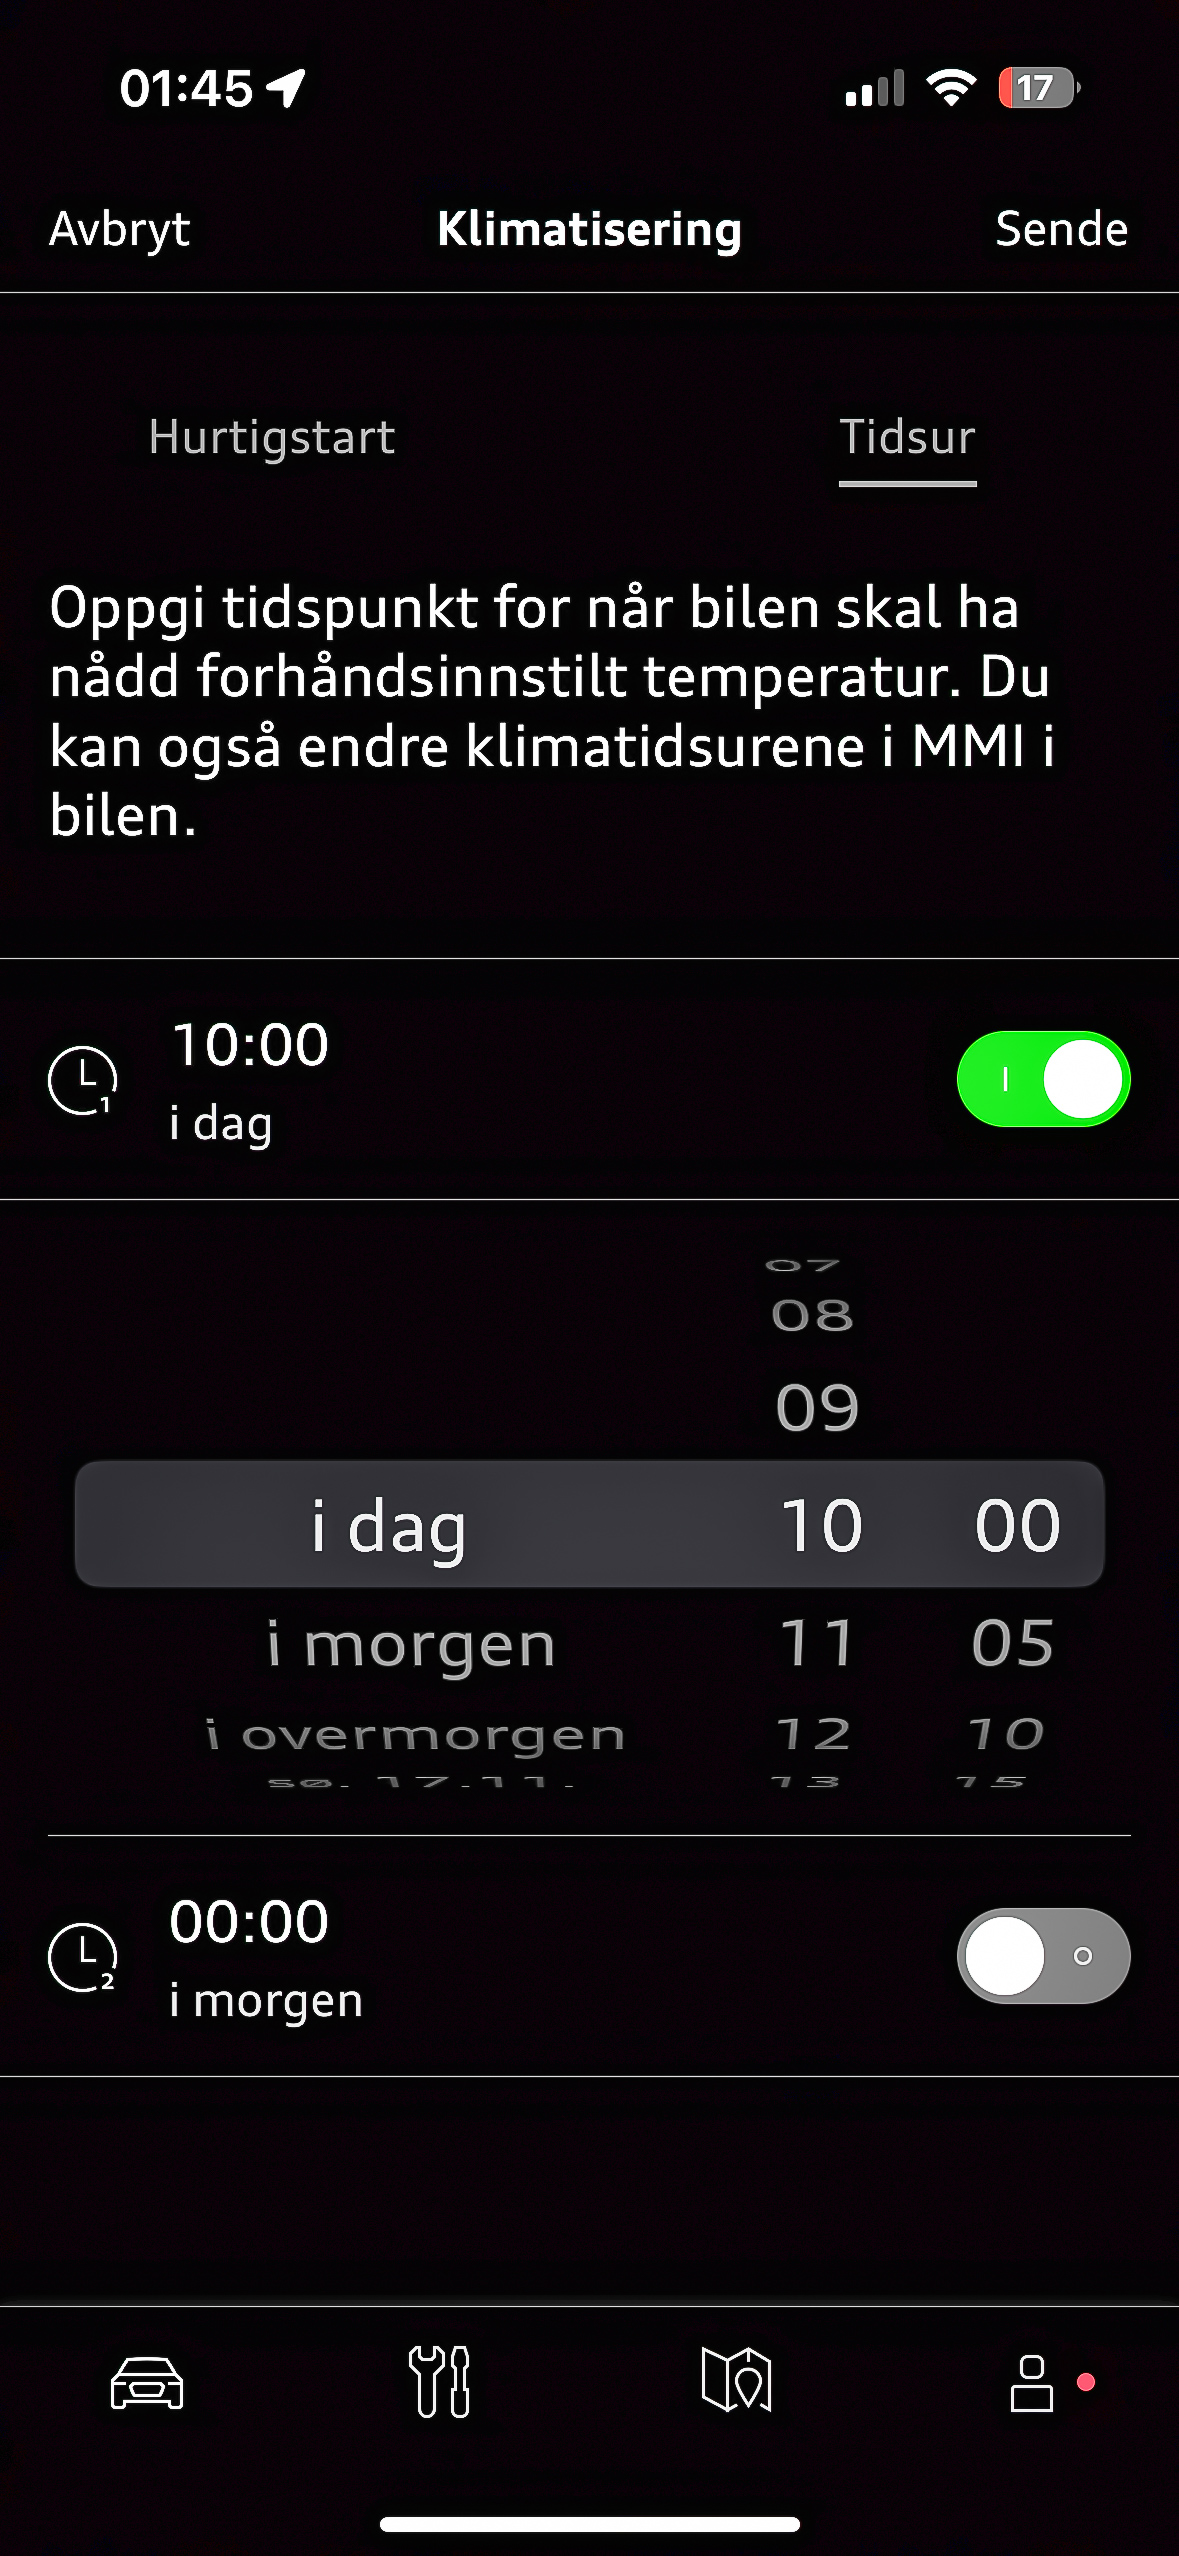 01:45
17
Avbryt Klimatisering Sende
Hurtigstart Tidsur
Oppgi tidspunkt for når bilen skal ha
nådd forhåndsinnstilt temperatur. Du
kan også endre klimatidsurene i MMI i
bilen.
1
10:00
i dag
07
08
09
i dag 10 00
i morgen 11 05
i overmorgen 12 10
sø. 17.11. 13 15
2
00:00
i morgen